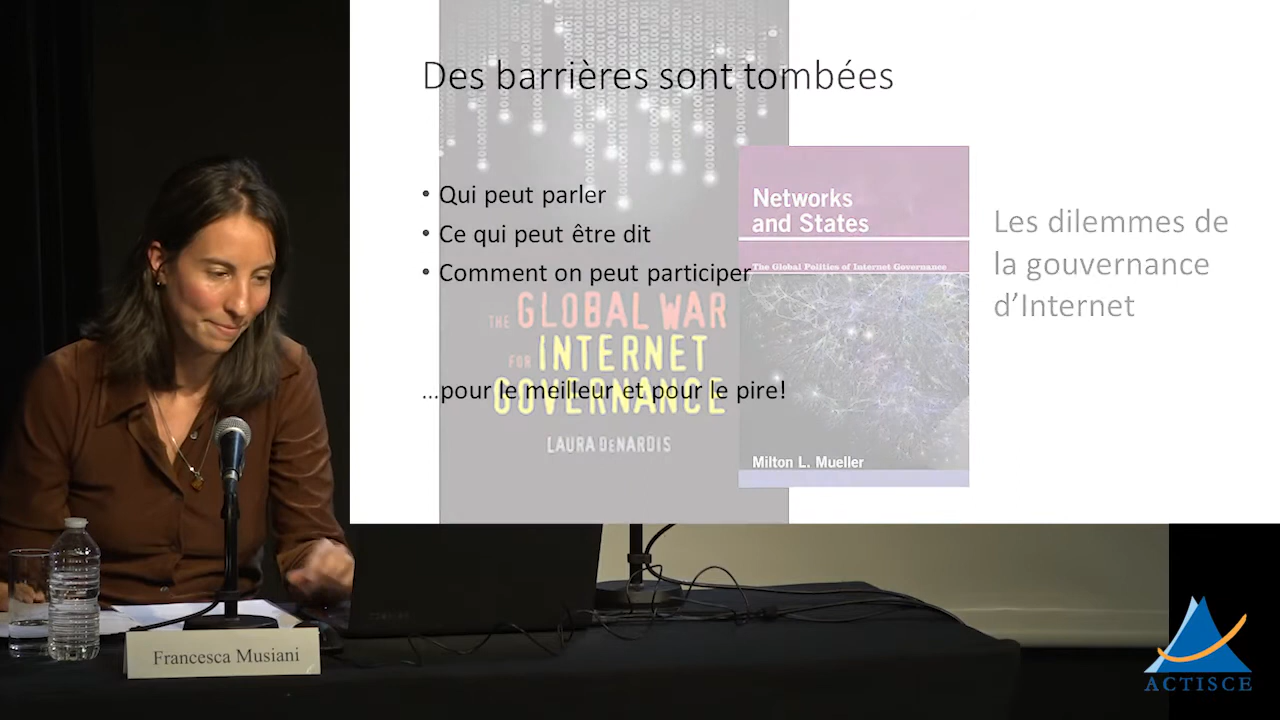 Des barrières sont tombées
• Qui peut parler
• Ce qui peut être dit
• Comment on peut participer
...pour le meilleur et pour le pire!
THE GLOBAL WAR
FOR INTERNET
GOVERNANCE
LAURA DENARDIS
Networks
and States
The Global Politics of Internet Governance
Milton L. Mueller
Les dilemmes de
la gouvernance
d’Internet
Francesca Musiani
ACTISCE